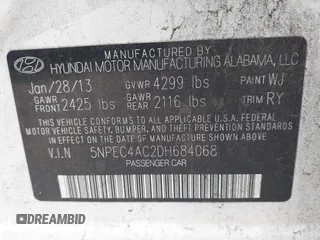 MANUFACTURED BY
HYUNDAI MOTOR MANUFACTURING ALABAMA, LLC
Jan/28/13 GVWR 4299 lbs PAINT WJ
GAWR FRONT 2425 lbs GAWR REAR 2116 lbs TRIM RY
THIS VEHICLE CONFORMS TO ALL APPLICABLE U.S. FEDERAL
MOTOR VEHICLE SAFETY, BUMPER, AND THEFT PREVENTION STANDARDS
IN EFFECT ON THE DATE OF MANUFACTURE SHOWN ABOVE.
V.I.N 5NPEC4AC2DH684068
PASSENGER CAR